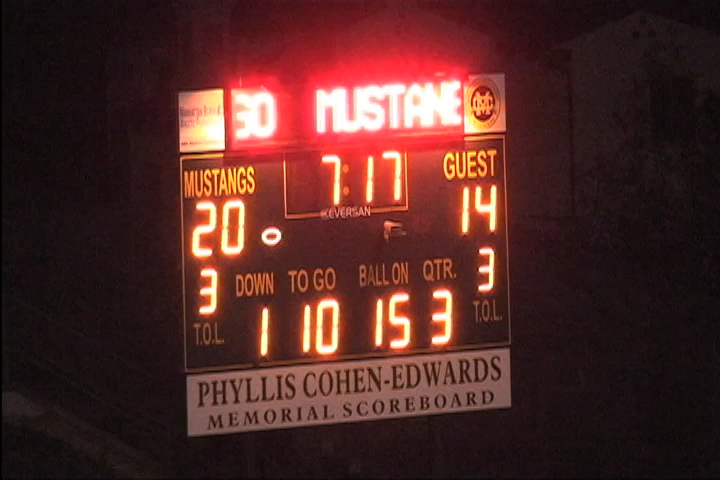 30 MUSTANG
7:17
MUSTANGS GUEST
EVERSAN
20 14
3 DOWN TO GO BALL ON QTR. 3
T.O.L. 1 10 15 3 T.O.L.
PHYLLIS COHEN-EDWARDS
MEMORIAL SCOREBOARD